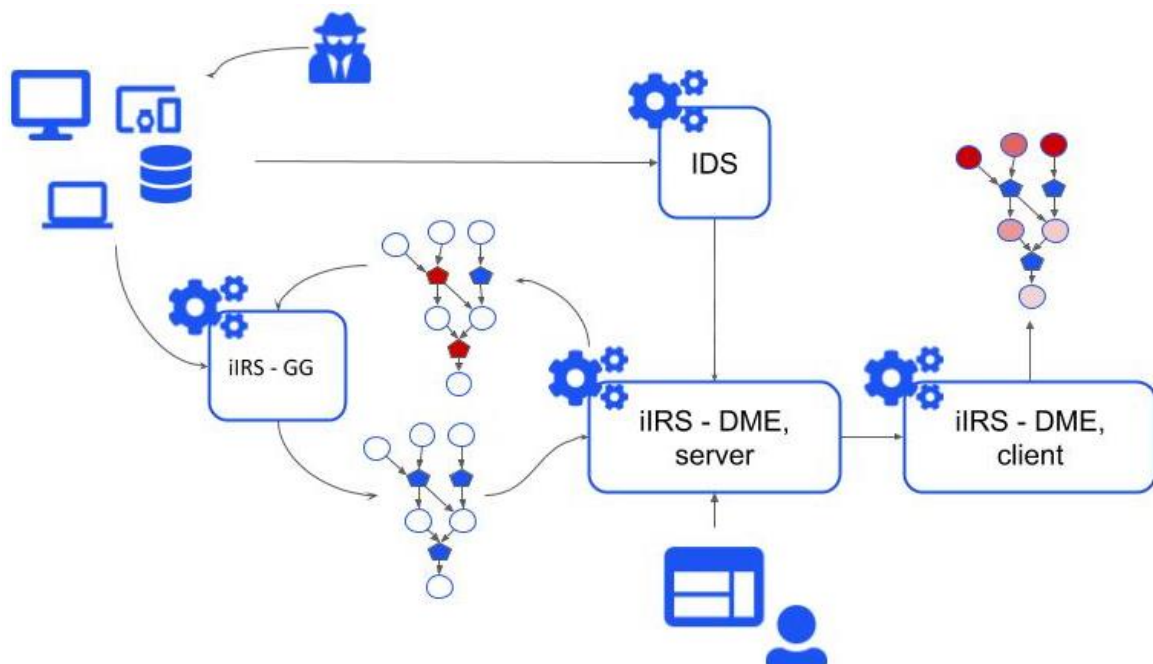 IDS
iIRS - GG
iIRS - DME,
server
iIRS - DME,
client